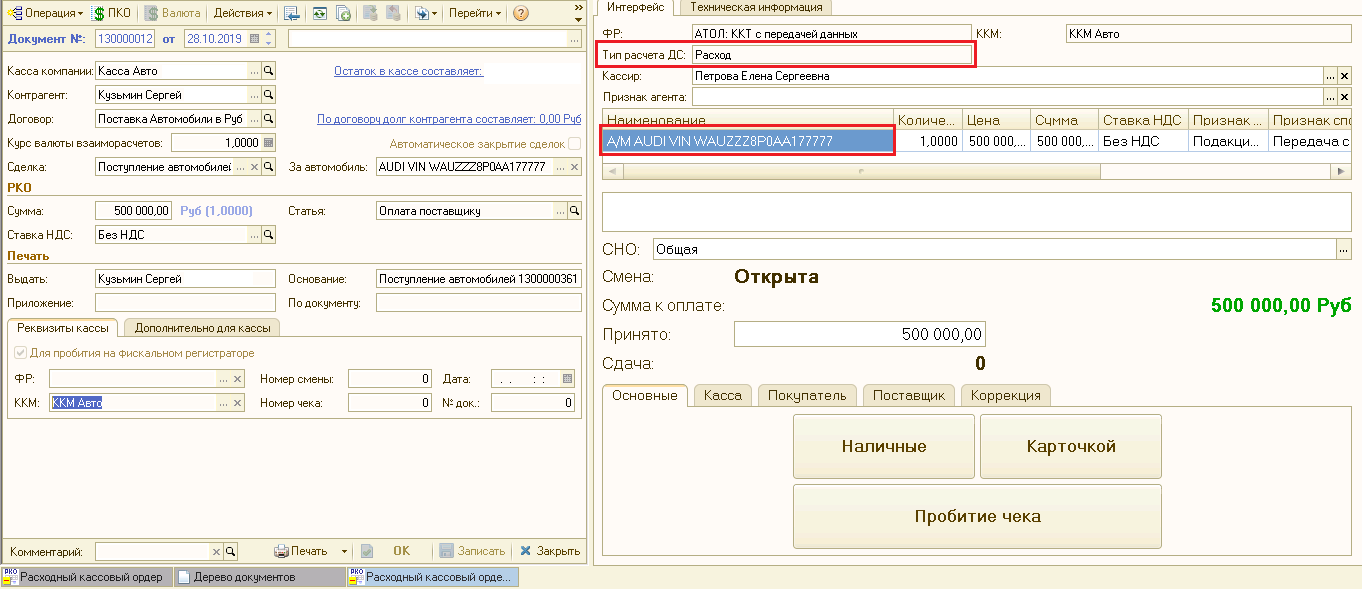 Операция ПКО Валюта Действия Перейти
Документ №: 130000012 от 28.10.2019
Касса компании: Касса Авто Остаток в кассе составляет:
Контрагент: Кузьмин Сергей
Договор: Поставка Автомобили в Руб По договору долг контрагента составляет: 0,00 Руб
Курс валюты взаиморасчетов: 1,0000 Автоматическое закрытие сделок
Сделка: Поступление автомобилей За автомобиль: AUDI VIN WAUZZZ8P0AA177777
РКО
Сумма: 500 000,00 Руб (1,0000) Статья: Оплата поставщику
Ставка НДС: Без НДС
Печать
Выдать: Кузьмин Сергей Основание: Поступление автомобилей 1300000361
Приложение: По документу:
Реквизиты кассы Дополнительно для кассы
Для пробития на фискальном регистраторе
ФР: Номер смены: 0 Дата: . . : :
ККМ: ККМ Авто Номер чека: 0 № док.: 0
Комментарий: Печать ОК Записать Закрыть
РКО Расходный кассовый ордер Дерево документов РКО Расходный кассовый орде...
Интерфейс Техническая информация
ФР: АТОЛ: ККТ с передачей данных ККМ: ККМ Авто
Тип расчета ДС: Расход
Кассир: Петрова Елена Сергеевна
Признак агента:
Наименование Количе... Цена Сумма Ставка НДС Признак ... Признак спо
А/М AUDI VIN WAUZZZ8P0AA177777 1,0000 500 000,... 500 000,... Без НДС Подакци... Передача с
СНО: Общая
Смена: Открыта
Сумма к оплате: 500 000,00 Руб
Принято: 500 000,00
Сдача: 0
Основные Касса Покупатель Поставщик Коррекция
Наличные Карточкой
Пробитие чека